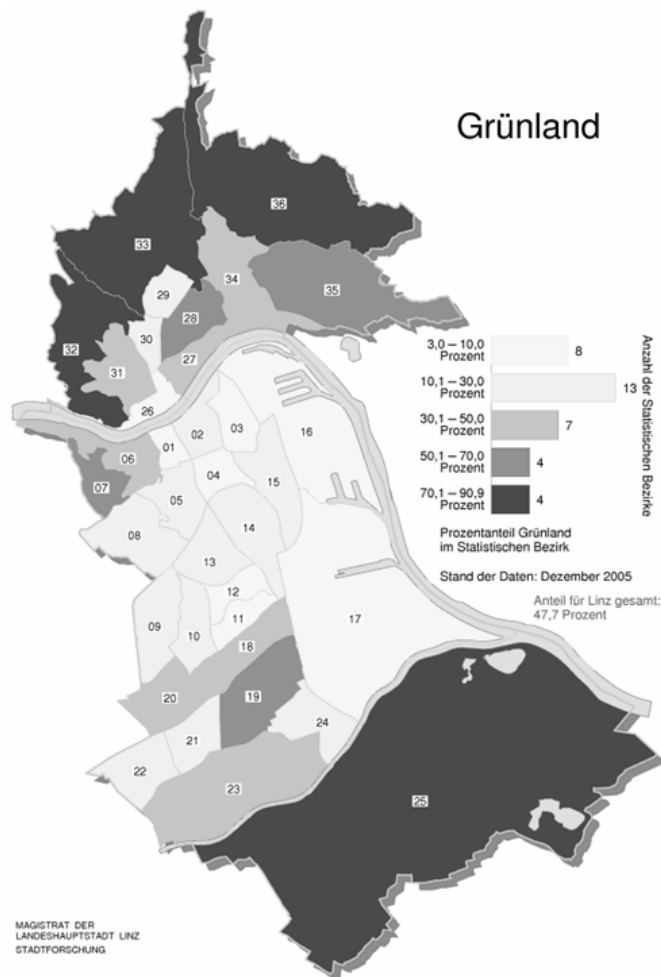 Grünland
36
33
34
35
29
28
30
32
31
27
26
3,0 – 10,0
Prozent
8
10,1 – 30,0
Prozent
13
30,1 – 50,0
Prozent
7
50,1 – 70,0
Prozent
4
70,1 – 90,9
Prozent
4
Anzahl der Statistischen Bezirke
Prozentanteil Grünland
im Statistischen Bezirk
Stand der Daten: Dezember 2005
Anteil für Linz gesamt:
47,7 Prozent
03
16
02
01
06
04
15
07
05
14
08
13
12
11
17
09
10
18
19
20
24
21
22
23
25
MAGISTRAT DER
LANDESHAUPTSTADT LINZ
STADTFORSCHUNG